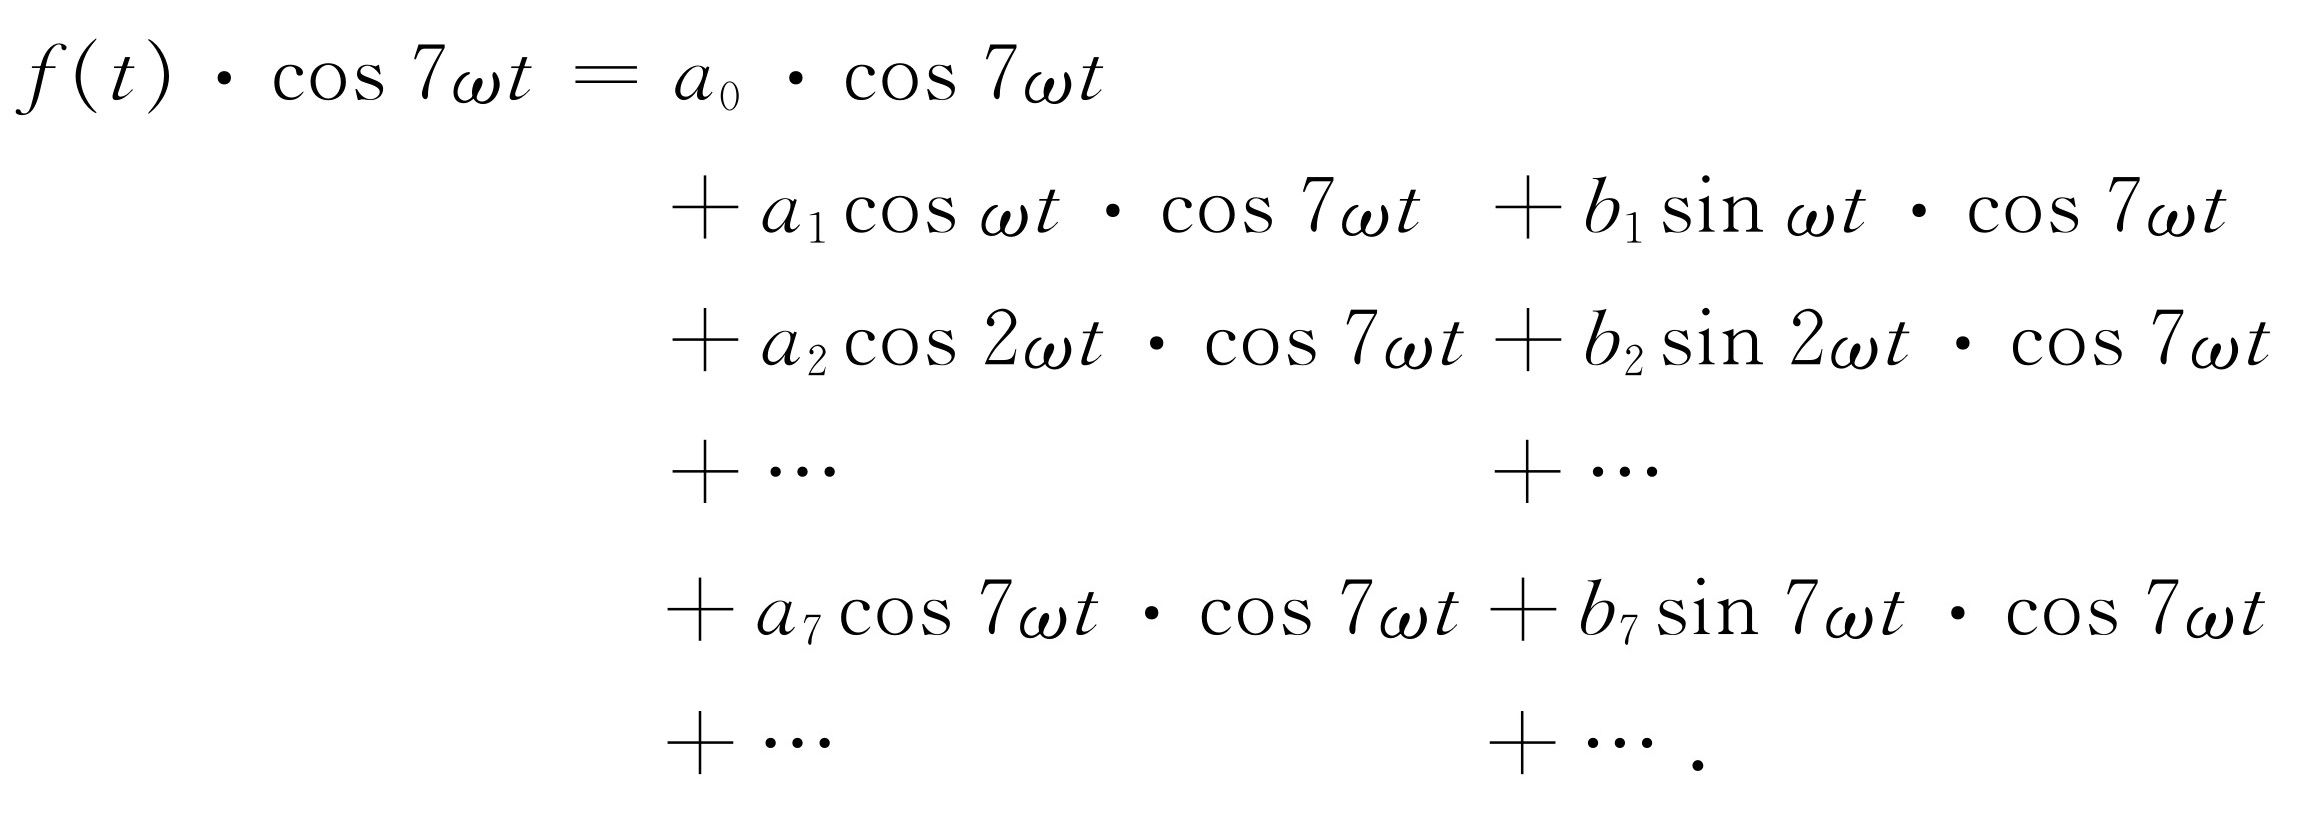 f(t) · cos 7ωt = a₀ · cos 7ωt
+ a₁ cos ωt · cos 7ωt + b₁ sin ωt · cos 7ωt
+ a₂ cos 2ωt · cos 7ωt + b₂ sin 2ωt · cos 7ωt
+ ··· + ···
+ a₇ cos 7ωt · cos 7ωt + b₇ sin 7ωt · cos 7ωt
+ ··· + ··· .